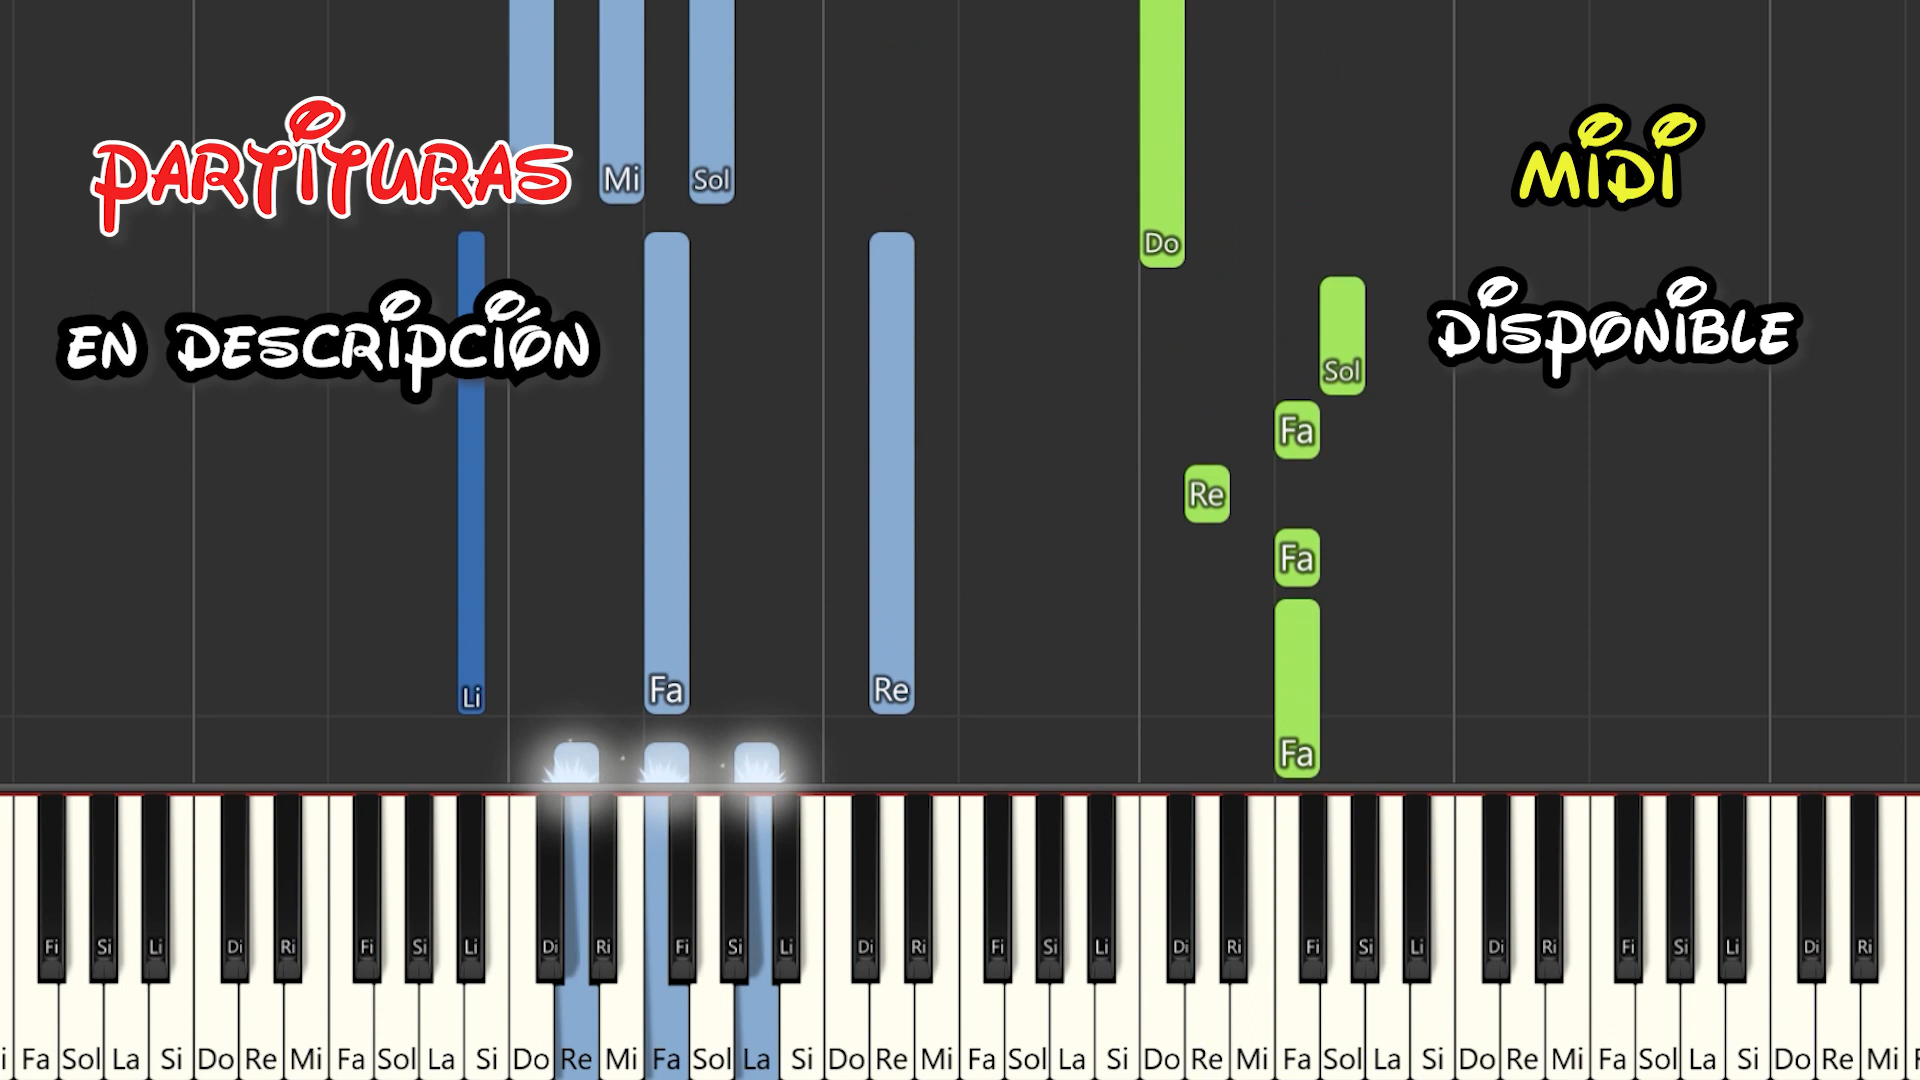 PARTITURAS
EN DESCRIPCIÓN
MIDI
DISPONIBLE
Mi Sol
Do
Sol
Fa
Re
Fa
Li Fa Re
Fa
Fi Si Li Di Ri Fi Si Li Di Ri Fi Si Li Di Ri Fi Si Li Di Ri Fi Si Li Di Ri Fi Si Li Di Ri
Fa Sol La Si Do Re Mi Fa Sol La Si Do Re Mi Fa Sol La Si Do Re Mi Fa Sol La Si Do Re Mi Fa Sol La Si Do Re Mi Fa Sol La Si Do Re Mi